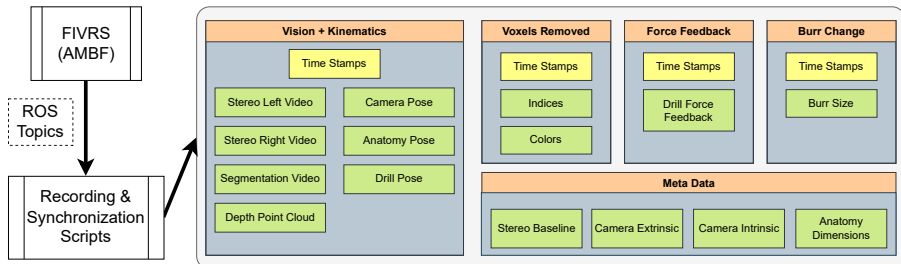 FIVRS
(AMBF)
ROS
Topics
Recording &
Synchronization
Scripts
Vision + Kinematics
Time Stamps
Stereo Left Video
Camera Pose
Stereo Right Video
Anatomy Pose
Segmentation Video
Drill Pose
Depth Point Cloud
Voxels Removed
Time Stamps
Indices
Colors
Force Feedback
Time Stamps
Drill Force
Feedback
Burr Change
Time Stamps
Burr Size
Meta Data
Stereo Baseline
Camera Extrinsic
Camera Intrinsic
Anatomy
Dimensions